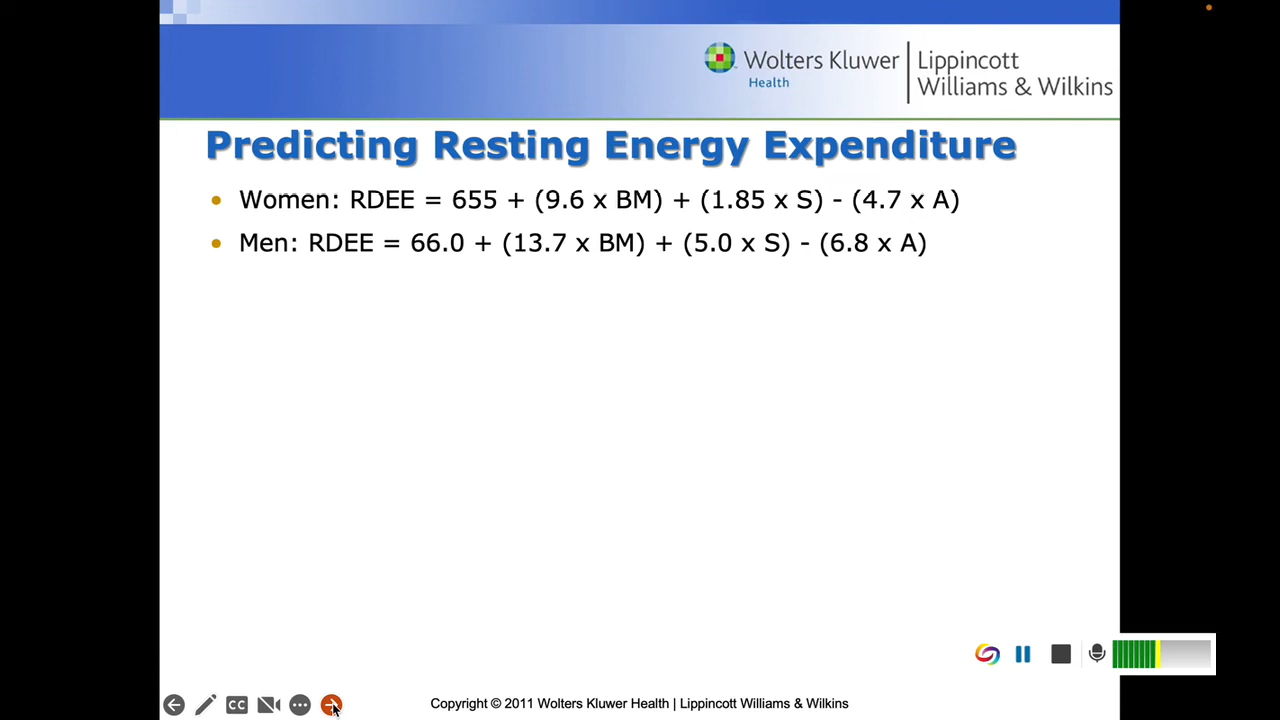 Wolters Kluwer
Health
Lippincott
Williams & Wilkins
Predicting Resting Energy Expenditure
• Women: RDEE = 655 + (9.6 x BM) + (1.85 x S) - (4.7 x A)
• Men: RDEE = 66.0 + (13.7 x BM) + (5.0 x S) - (6.8 x A)
CC
Copyright © 2011 Wolters Kluwer Health | Lippincott Williams & Wilkins